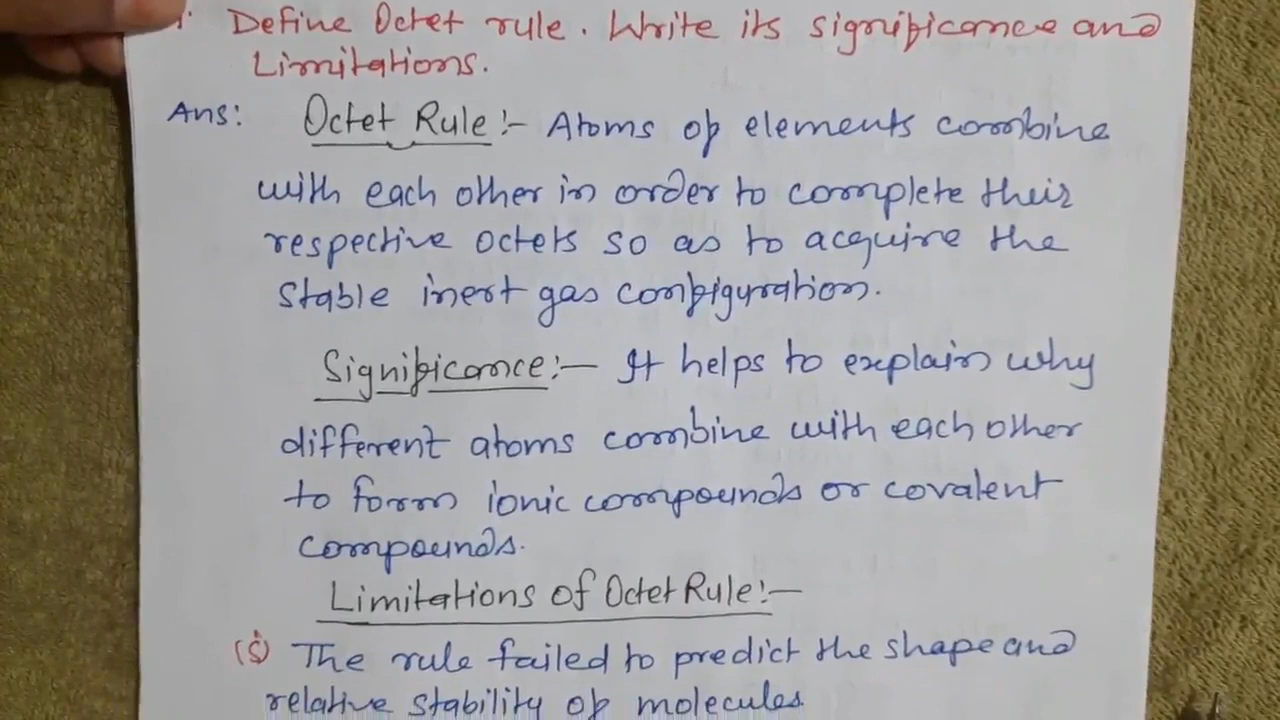 1. Define Octet rule. Write its significance and
Limitations.
Ans: Octet Rule:- Atoms of elements combine
with each other in order to complete their
respective octets so as to acquire the
stable inert gas configuration.
Significance:- It helps to explain why
different atoms combine with each other
to form ionic compounds or covalent
compounds.
Limitations of Octet Rule:-
(i) The rule failed to predict the shape and
relative stability of molecules.